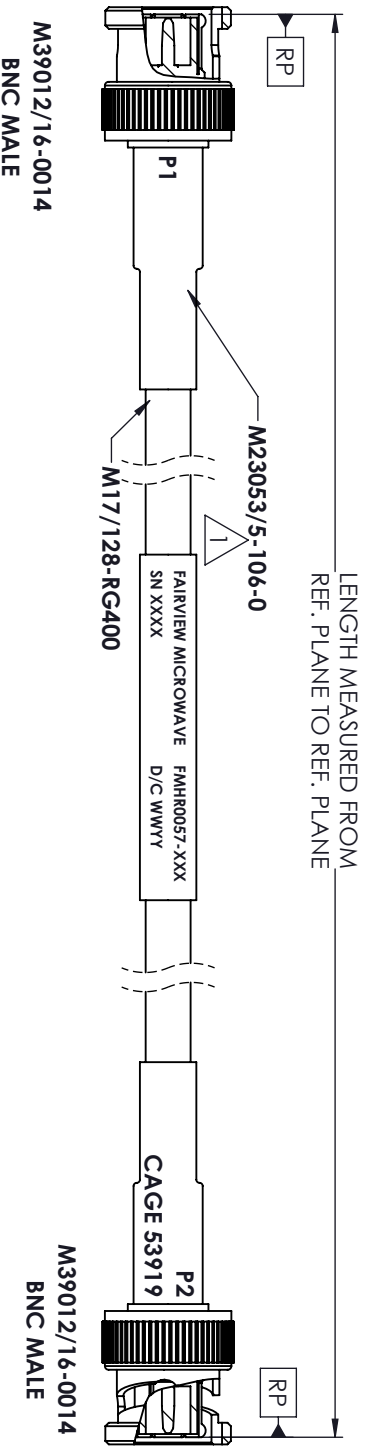 LENGTH MEASURED FROM
REF. PLANE TO REF. PLANE
RP
RP
M23053/5-106-0
1
P1
FAIRVIEW MICROWAVE FMHR0057-XXX
SN XXXX D/C WWYY
P2
CAGE 53919
M17/128-RG400
M39012/16-0014
BNC MALE
M39012/16-0014
BNC MALE